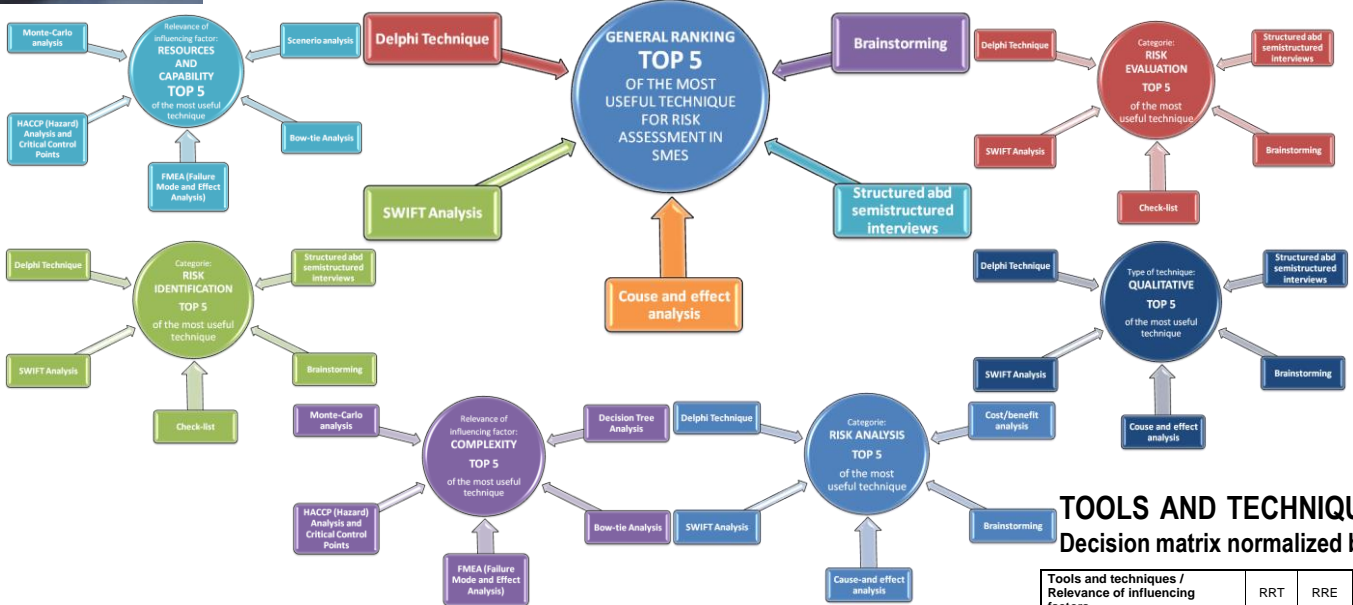 Monte-Carlo
analysis
Relevance of
influencing factor:
RESOURCES
AND
CAPABILITY
TOP 5
of the most useful
technique
Scenerio analysis
HACCP (Hazard)
Analysis and
Critical Control
Points
Bow-tie Analysis
FMEA (Failure
Mode and Effect
Analysis)
Delphi Technique
GENERAL RANKING
TOP 5
OF THE MOST
USEFUL TECHNIQUE
FOR RISK
ASSESSMENT IN
SMES
Brainstorming
SWIFT Analysis
Structured abd
semistructured
interviews
Couse and effect
analysis
Delphi Technique
Categorie:
RISK
EVALUATION
TOP 5
of the most
useful technique
Structured abd
semistructured
interviews
SWIFT Analysis
Brainstorming
Check-list
Delphi Technique
Categorie:
RISK
IDENTIFICATION
TOP 5
of the most useful
technique
Structured abd
semistructured
interviews
SWIFT Analysis
Brainstorming
Check-list
Delphi Technique
Type of technique:
QUALITATIVE
TOP 5
of the most useful
technique
Structured abd
semistructured
interviews
SWIFT Analysis
Brainstorming
Couse and effect
analysis
Monte-Carlo
analysis
Relevance of
influencing factor:
COMPLEXITY
TOP 5
of the most useful
technique
Decision Tree
Analysis
HACCP (Hazard)
Analysis and
Critical Control
Points
Bow-tie Analysis
FMEA (Failure
Mode and Effect
Analysis)
Delphi Technique
Categorie:
RISK ANALYSIS
TOP 5
of the most
useful technique
Cost/benefit
analysis
SWIFT Analysis
Brainstorming
Cause-and effect
analysis
TOOLS AND TECHNIQU
Decision matrix normalized b
Tools and techniques /
Relevance of influencing
factors
RRT RRE